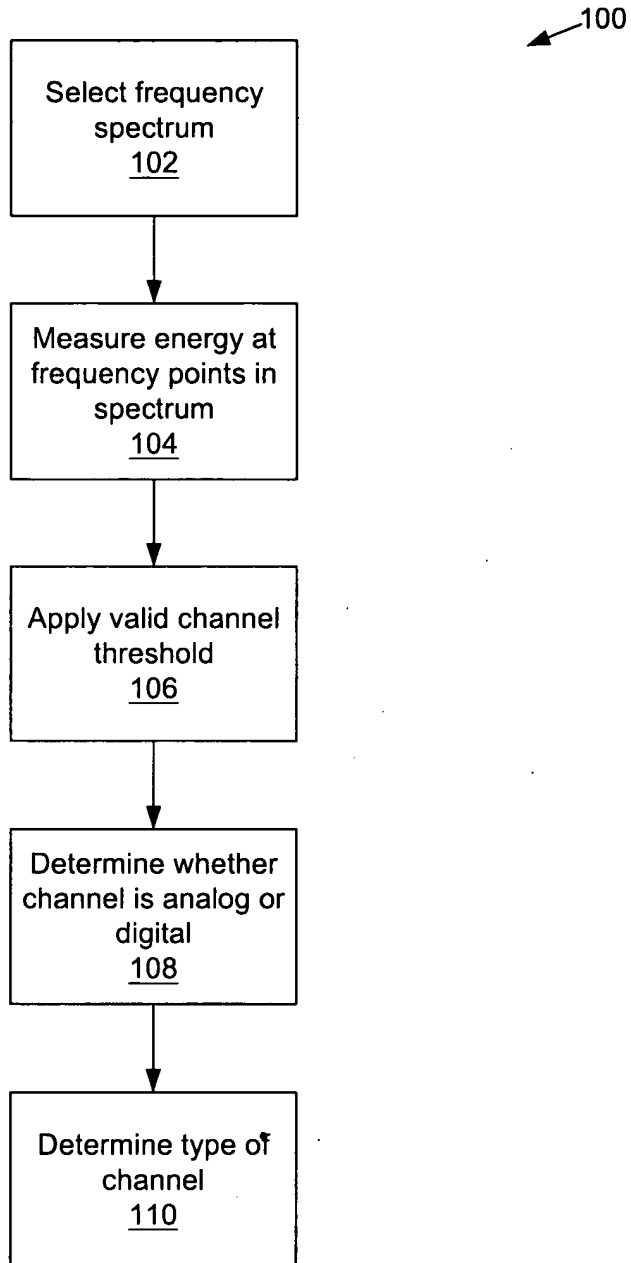 100
Select frequency
spectrum
102
Measure energy at
frequency points in
spectrum
104
Apply valid channel
threshold
106
Determine whether
channel is analog or
digital
108
Determine type of
channel
110